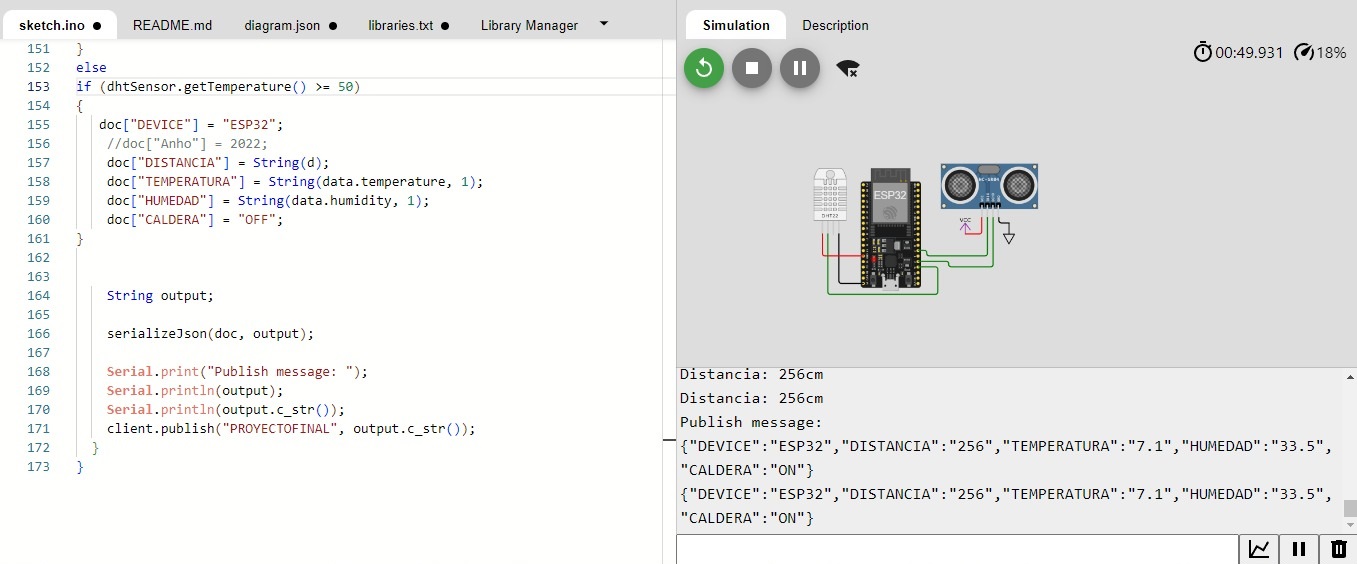 sketch.ino ● README.md diagram.json ● libraries.txt ● Library Manager
151 }
152 else
153 if (dhtSensor.getTemperature() >= 50)
154 {
155 doc["DEVICE"] = "ESP32";
156 //doc["Anho"] = 2022;
157 doc["DISTANCIA"] = String(d);
158 doc["TEMPERATURA"] = String(data.temperature, 1);
159 doc["HUMEDAD"] = String(data.humidity, 1);
160 doc["CALDERA"] = "OFF";
161 }
162
163
164 String output;
165
166 serializeJson(doc, output);
167
168 Serial.print("Publish message: ");
169 Serial.println(output);
170 Serial.println(output.c_str());
171 client.publish("PROYECTOFINAL", output.c_str());
172 }
173 }
Simulation Description
00:49.931 18%
DHT22
ESP32
HC-SR04
VCC
Distancia: 256cm
Distancia: 256cm
Publish message:
{"DEVICE":"ESP32","DISTANCIA":"256","TEMPERATURA":"7.1","HUMEDAD":"33.5",
"CALDERA":"ON"}
{"DEVICE":"ESP32","DISTANCIA":"256","TEMPERATURA":"7.1","HUMEDAD":"33.5",
"CALDERA":"ON"}